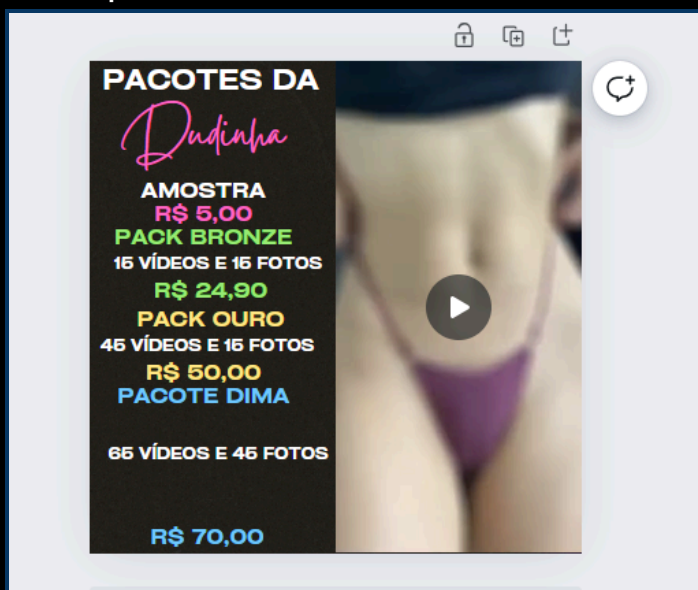 PACOTES DA
Dudinha
AMOSTRA
R$ 5,00
PACK BRONZE
15 VÍDEOS E 15 FOTOS
R$ 24,90
PACK OURO
45 VÍDEOS E 15 FOTOS
R$ 50,00
PACOTE DIMA
65 VÍDEOS E 45 FOTOS
R$ 70,00